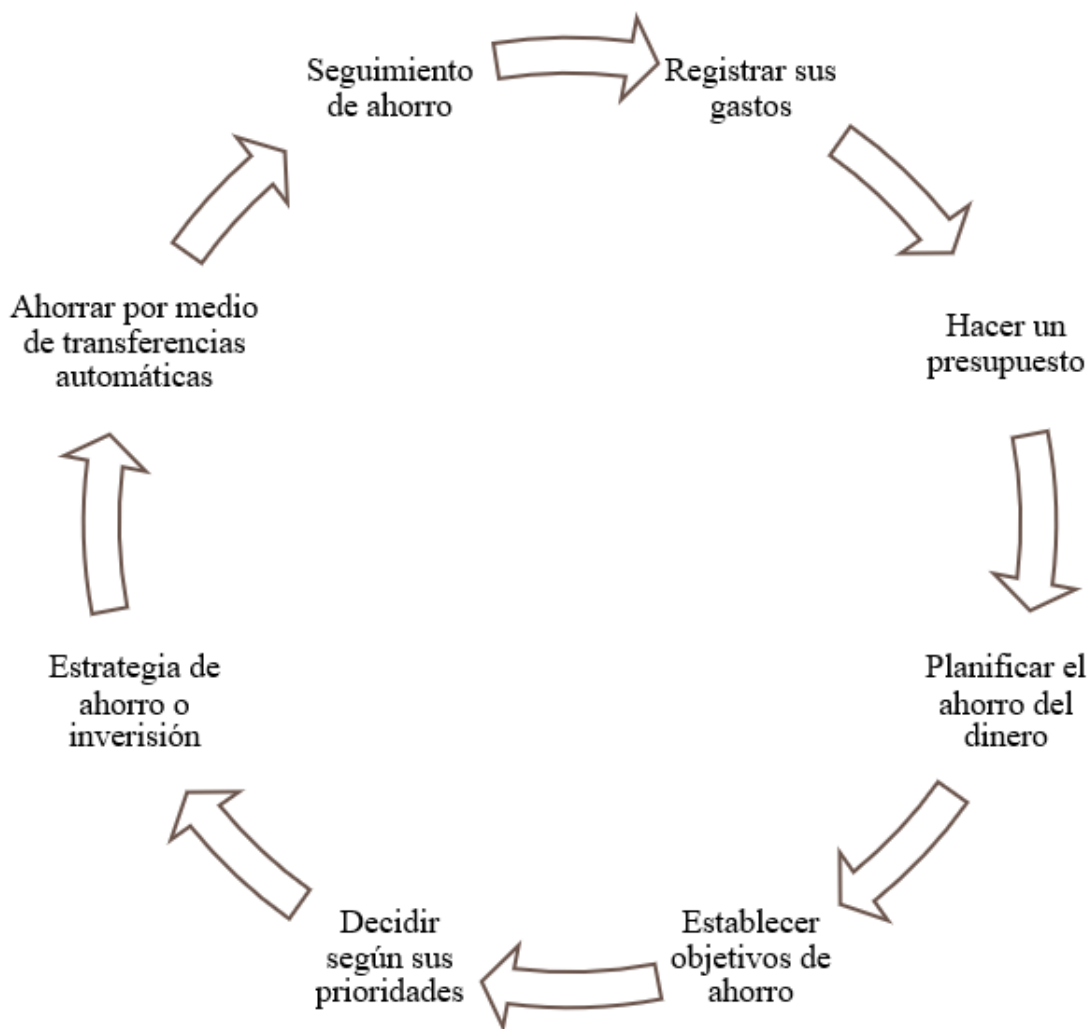 Seguimiento
de ahorro
Registrar sus
gastos
Hacer un
presupuesto
Planificar el
ahorro del
dinero
Establecer
objetivos de
ahorro
Decidir
según sus
prioridades
Estrategia de
ahorro o
inverisión
Ahorrar por medio
de transferencias
automáticas